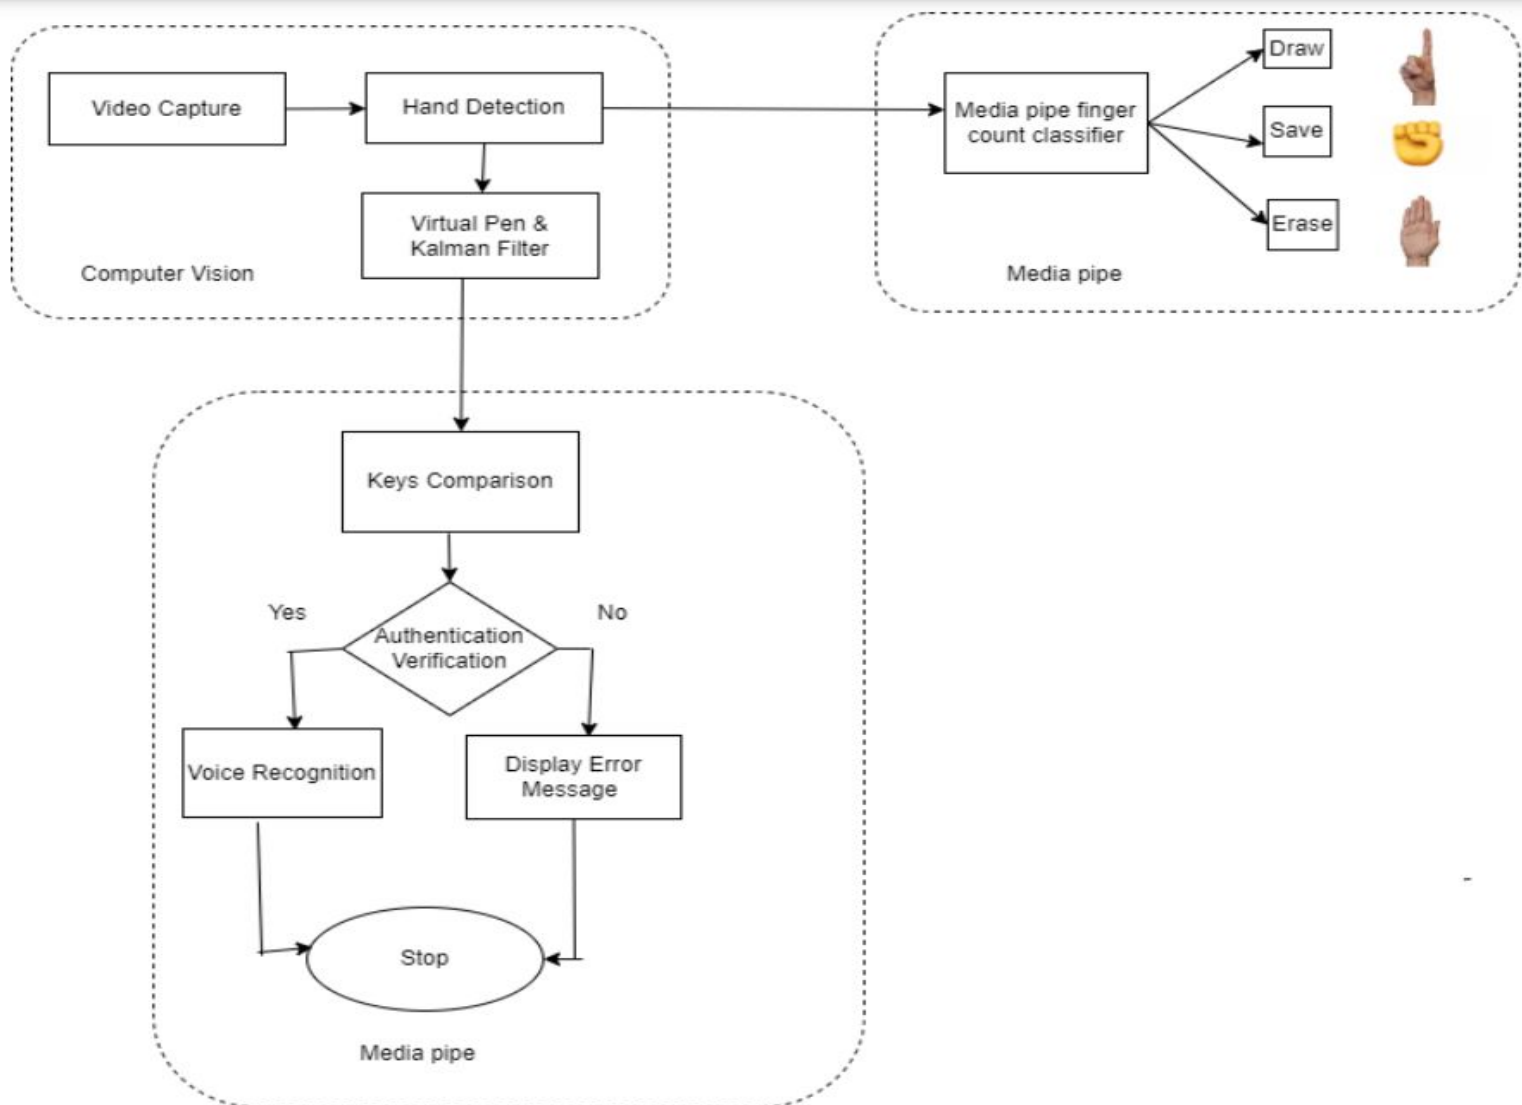 Video Capture
Hand Detection
Virtual Pen &
Kalman Filter
Computer Vision
Media pipe finger
count classifier
Draw
Save
Erase
Media pipe
Keys Comparison
Yes
No
Authentication
Verification
Voice Recognition
Display Error
Message
Stop
Media pipe